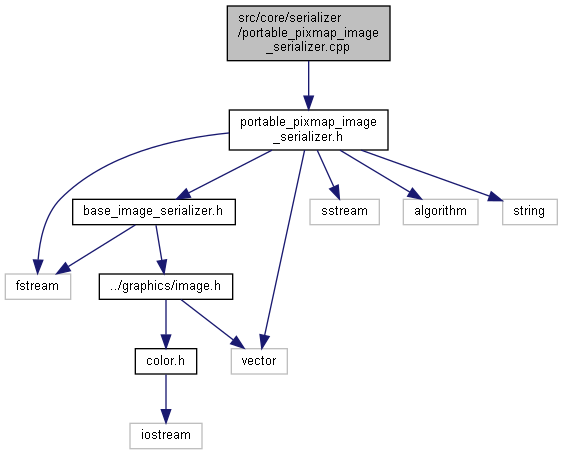 src/core/serializer
/portable_pixmap_image
_serializer.cpp
portable_pixmap_image
_serializer.h
base_image_serializer.h
sstream
algorithm
string
fstream
../graphics/image.h
color.h
vector
iostream